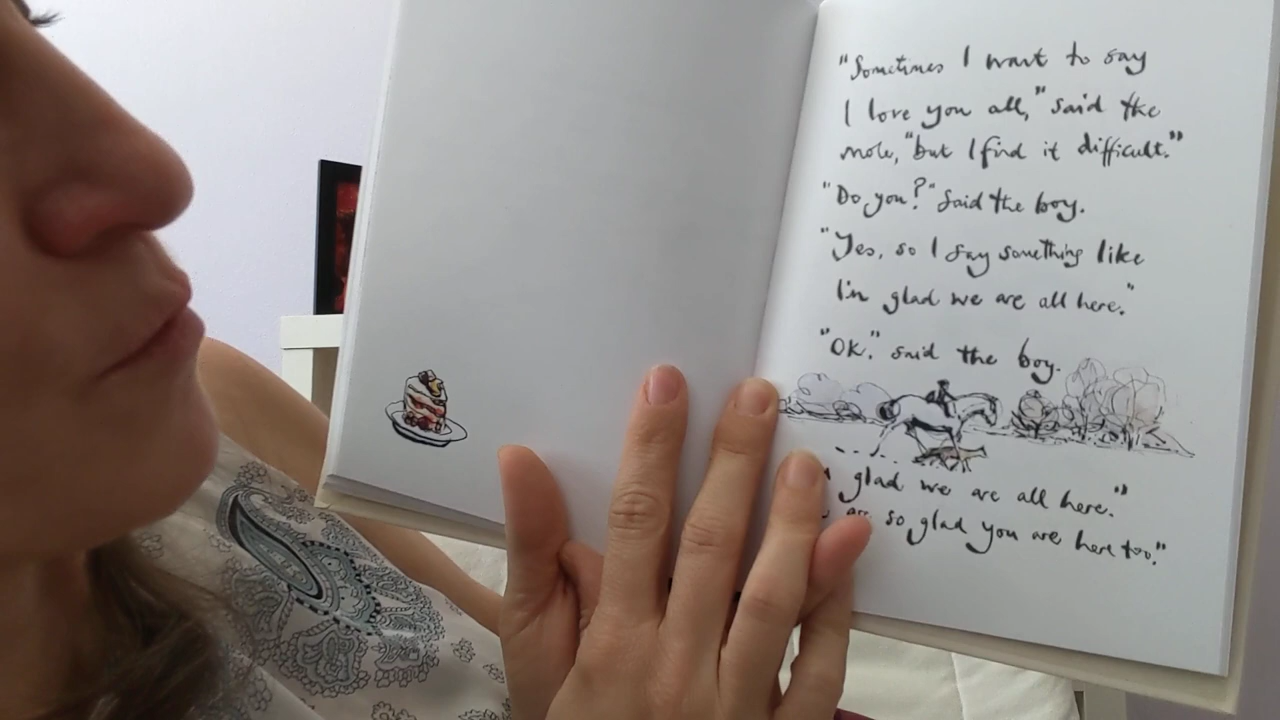 "Sometimes I want to say
I love you all," said the
mole, "but I find it difficult."
"Do you?" said the boy.
"Yes, so I say something like
I'm glad we are all here."
"OK." said the boy.
glad we are all here."
are so glad you are here too."